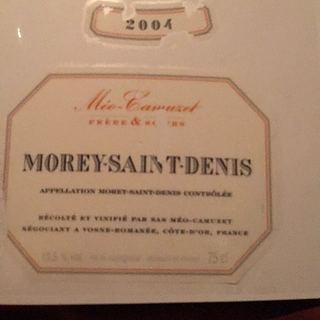 2004
Méo-Camuzet
FRÈRE & SŒURS
MOREY-SAINT-DENIS
APPELLATION MOREY-SAINT-DENIS CONTRÔLÉE
RÉCOLTÉ ET VINIFIÉ PAR SAS MÉO-CAMUZET
NÉGOCIANT A VOSNE-ROMANÉE, CÔTE-D'OR, FRANCE
75 cl